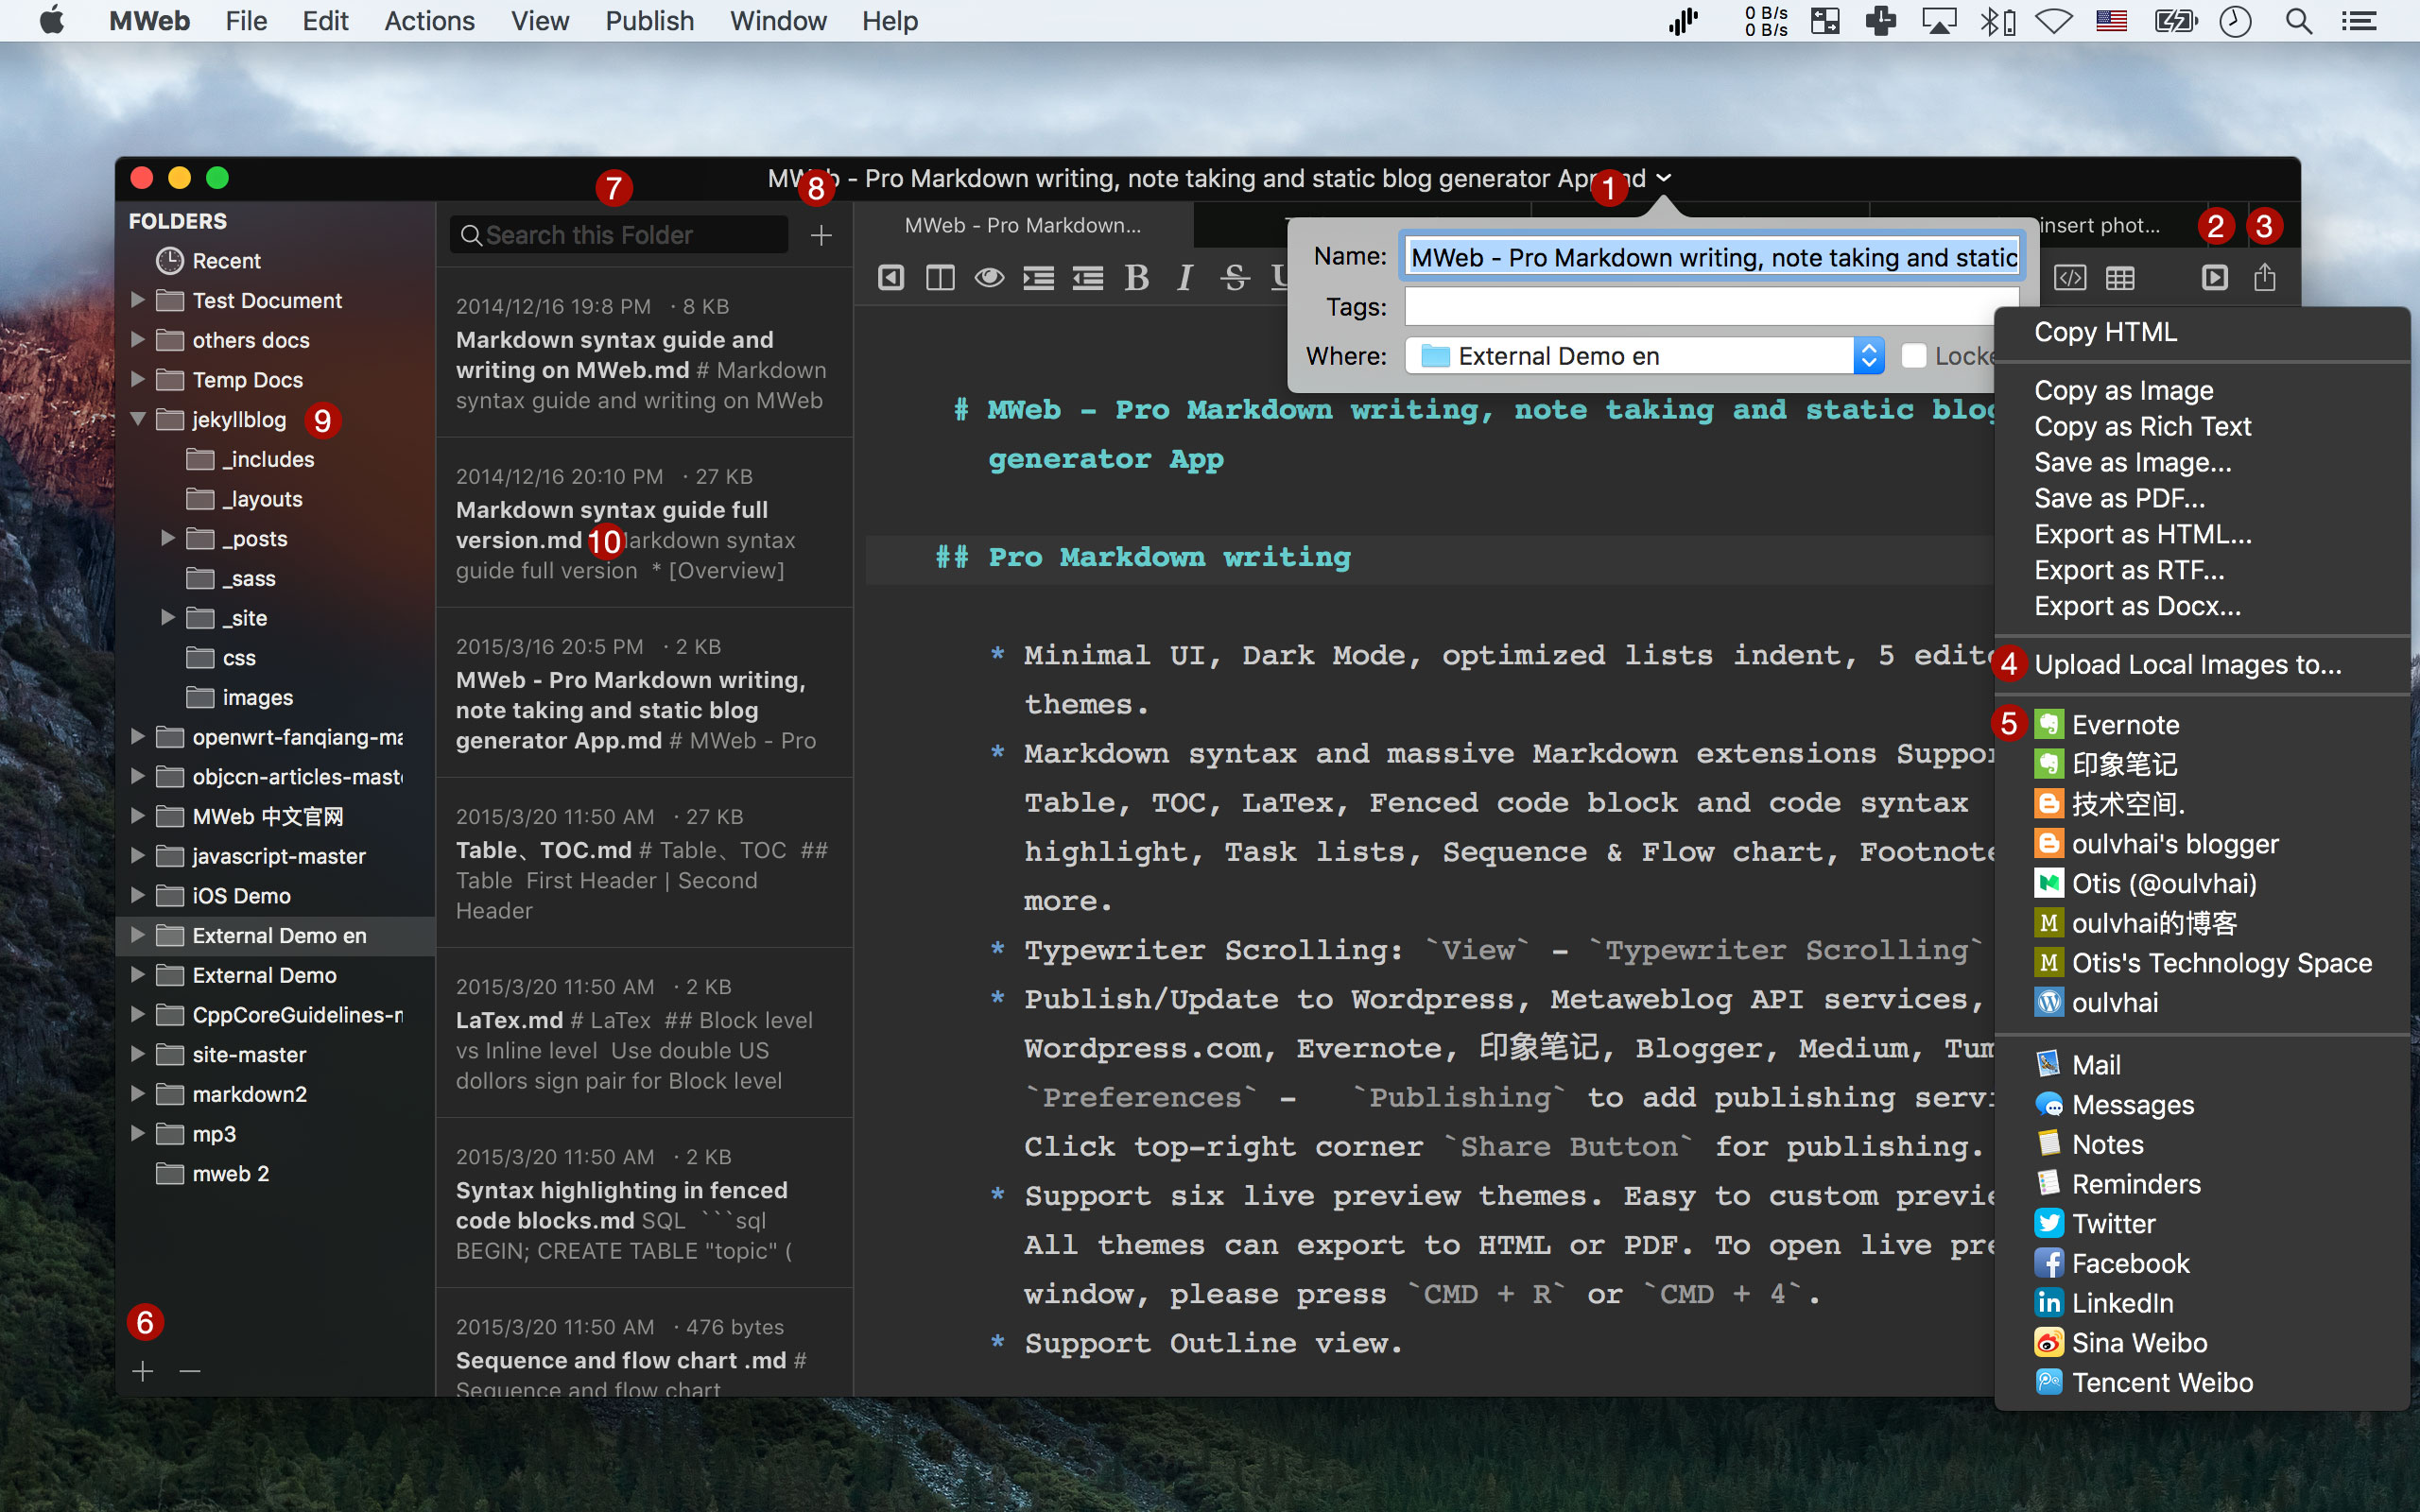 MWeb File Edit Actions View Publish Window Help
0 B/s
0 B/s
MWeb - Pro Markdown writing, note taking and static blog generator App.md
7
8
1
FOLDERS
Recent
Test Document
others docs
Temp Docs
jekyllblog 9
_includes
_layouts
_posts
_sass
_site
css
images
openwrt-fanqiang-ma
objccn-articles-mast
MWeb 中文官网
javascript-master
iOS Demo
External Demo en
External Demo
CppCoreGuidelines-m
site-master
markdown2
mp3
mweb 2
6
Search this Folder
2014/12/16 19:8 PM · 8 KB
Markdown syntax guide and
writing on MWeb.md # Markdown
syntax guide and writing on MWeb
2014/12/16 20:10 PM · 27 KB
Markdown syntax guide full
version.md 10 arkdown syntax
guide full version * [Overview]
2015/3/16 20:5 PM · 2 KB
MWeb - Pro Markdown writing,
note taking and static blog
generator App.md # MWeb - Pro
2015/3/20 11:50 AM · 27 KB
Table、TOC.md # Table、TOC ##
Table First Header | Second
Header
2015/3/20 11:50 AM · 2 KB
LaTex.md # LaTex ## Block level
vs Inline level Use double US
dollors sign pair for Block level
2015/3/20 11:50 AM · 2 KB
Syntax highlighting in fenced
code blocks.md SQL ```sql
BEGIN; CREATE TABLE "topic" (
2015/3/20 11:50 AM · 476 bytes
Sequence and flow chart .md #
Sequence and flow chart
MWeb - Pro Markdown...
insert phot...
2
3
B I S U
Name: MWeb - Pro Markdown writing, note taking and static
Tags:
Where: External Demo en Locke
# MWeb - Pro Markdown writing, note taking and static blog
generator App
## Pro Markdown writing
* Minimal UI, Dark Mode, optimized lists indent, 5 edito
themes.
* Markdown syntax and massive Markdown extensions Suppor
Table, TOC, LaTex, Fenced code block and code syntax
highlight, Task lists, Sequence & Flow chart, Footnote
more.
* Typewriter Scrolling: `View` - `Typewriter Scrolling`
* Publish/Update to Wordpress, Metaweblog API services,
Wordpress.com, Evernote, 印象笔记, Blogger, Medium, Tum
`Preferences` - `Publishing` to add publishing servi
Click top-right corner `Share Button` for publishing.
* Support six live preview themes. Easy to custom previe
All themes can export to HTML or PDF. To open live pre
window, please press `CMD + R` or `CMD + 4`.
* Support Outline view.
Copy HTML
Copy as Image
Copy as Rich Text
Save as Image...
Save as PDF...
Export as HTML...
Export as RTF...
Export as Docx...
4 Upload Local Images to...
5 Evernote
印象笔记
技术空间.
oulvhai's blogger
Otis (@oulvhai)
M oulvhai的博客
M Otis's Technology Space
oulvhai
Mail
Messages
Notes
Reminders
Twitter
Facebook
LinkedIn
Sina Weibo
Tencent Weibo